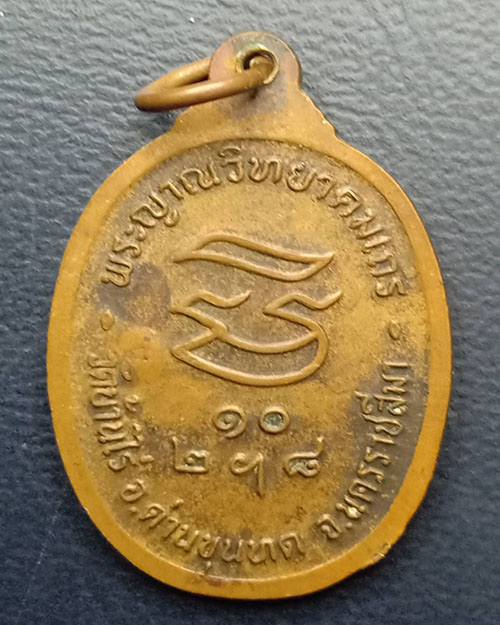 • พระญาณวิทยาคมเถร •
๑๐
๒ ฯ ๘
วัดบ้านไร่ อ.ด่านขุนทด จ.นครราชสีมา